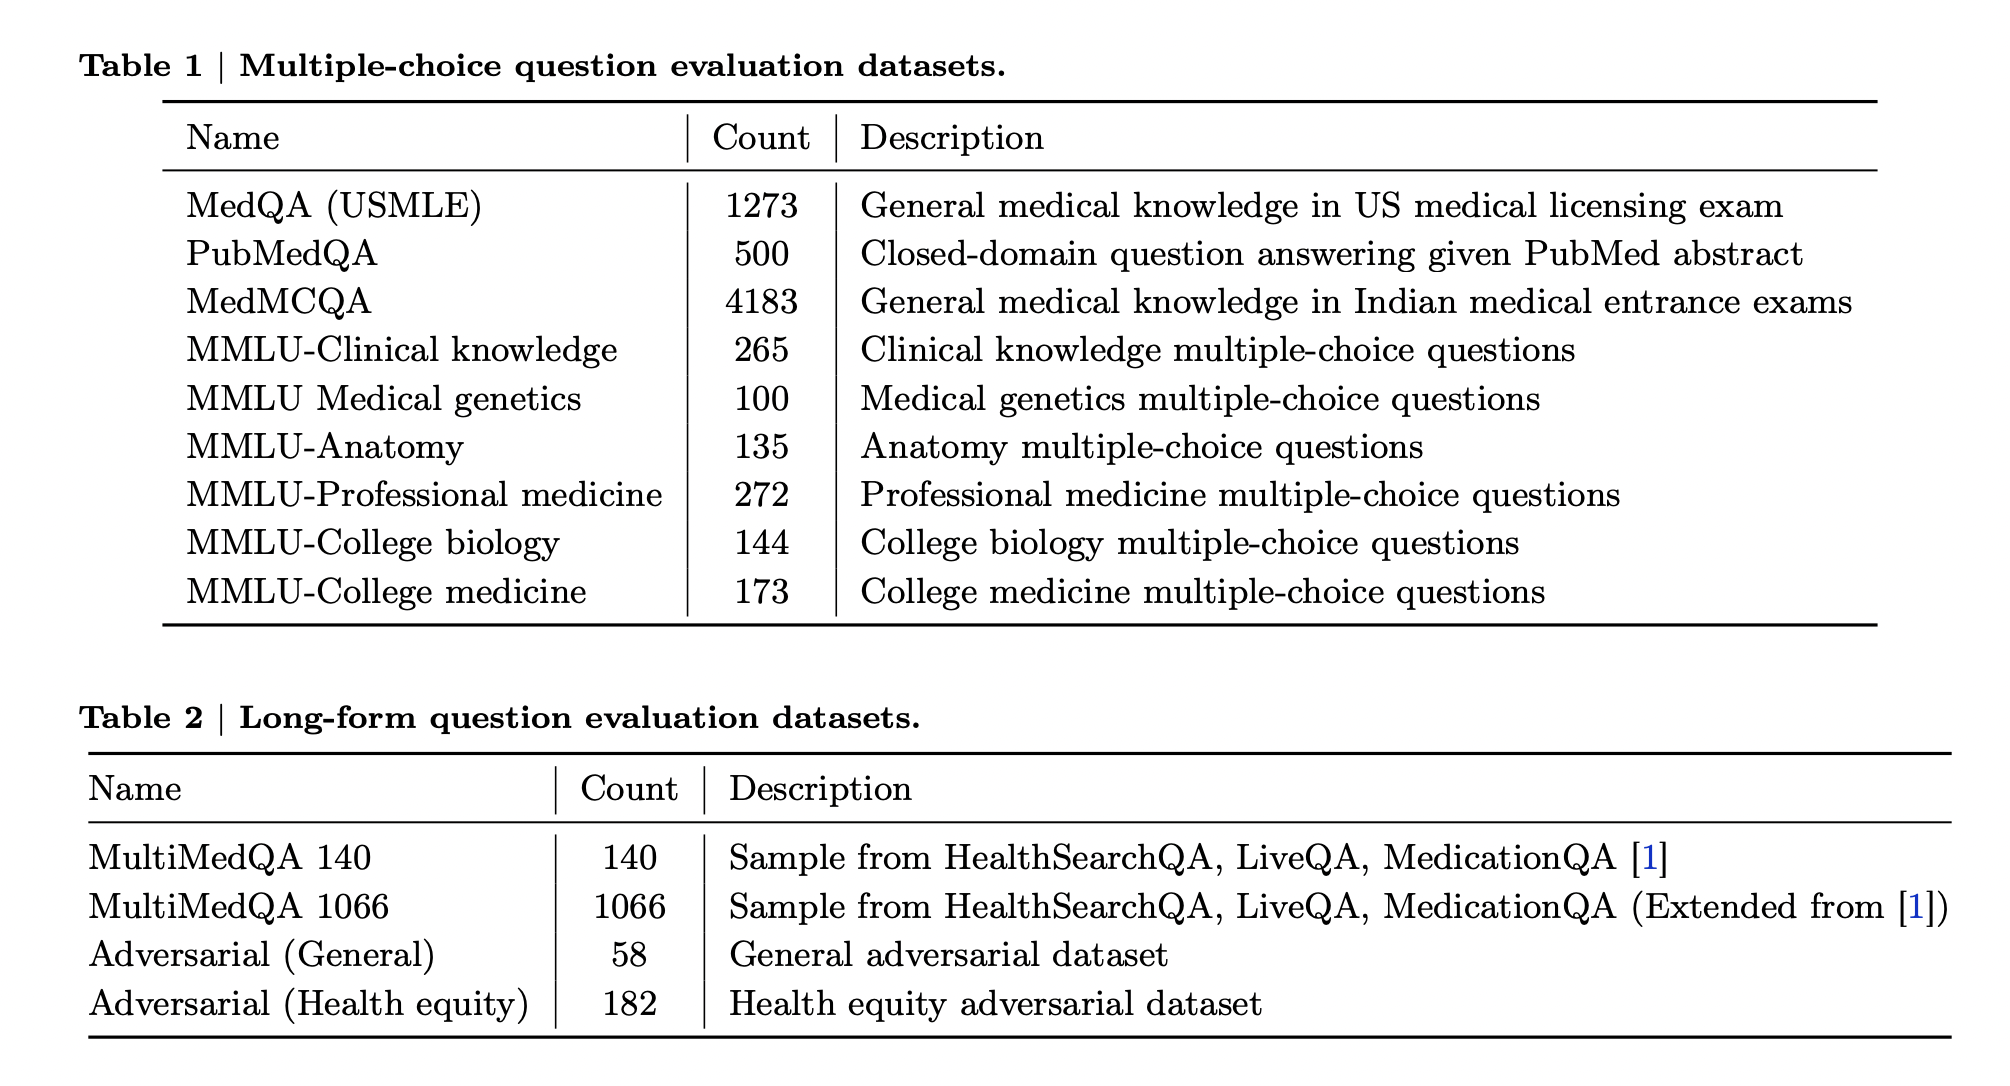 Table 1 | Multiple-choice question evaluation datasets.
Name Count Description
MedQA (USMLE) 1273 General medical knowledge in US medical licensing exam
PubMedQA 500 Closed-domain question answering given PubMed abstract
MedMCQA 4183 General medical knowledge in Indian medical entrance exams
MMLU-Clinical knowledge 265 Clinical knowledge multiple-choice questions
MMLU Medical genetics 100 Medical genetics multiple-choice questions
MMLU-Anatomy 135 Anatomy multiple-choice questions
MMLU-Professional medicine 272 Professional medicine multiple-choice questions
MMLU-College biology 144 College biology multiple-choice questions
MMLU-College medicine 173 College medicine multiple-choice questions
Table 2 | Long-form question evaluation datasets.
Name Count Description
MultiMedQA 140 140 Sample from HealthSearchQA, LiveQA, MedicationQA [1]
MultiMedQA 1066 1066 Sample from HealthSearchQA, LiveQA, MedicationQA (Extended from [1])
Adversarial (General) 58 General adversarial dataset
Adversarial (Health equity) 182 Health equity adversarial dataset